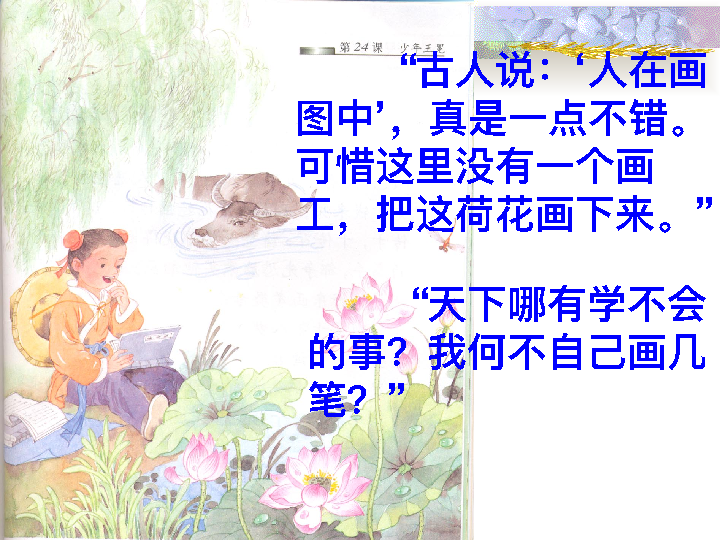 第24课 少年王冕
“古人说：‘人在画
图中’，真是一点不错。
可惜这里没有一个画
工，把这荷花画下来。”
“天下哪有学不会
的事？我何不自己画几
笔？”